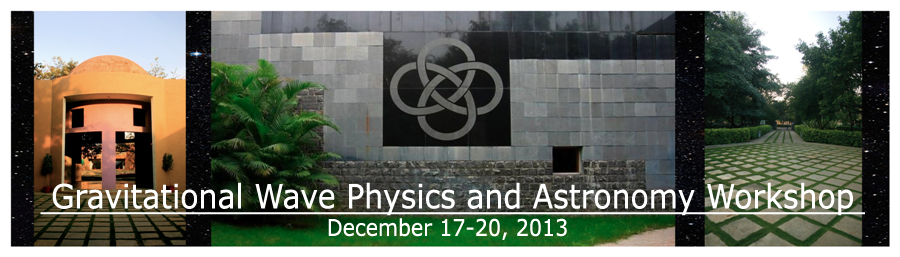 Gravitational Wave Physics and Astronomy Workshop
December 17-20, 2013